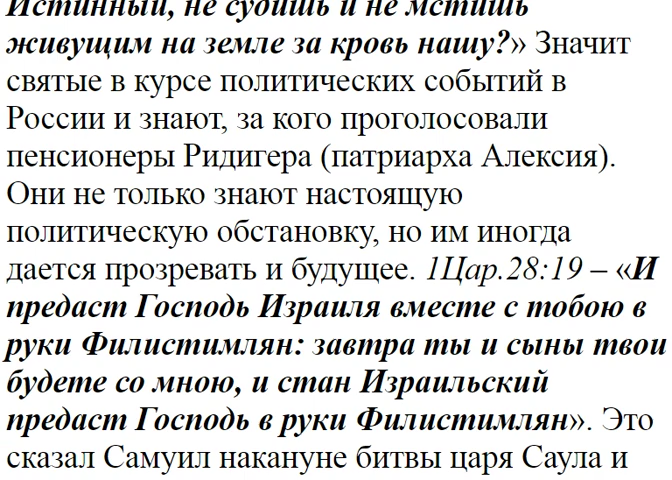 Истинный, не судишь и не мстишь
живущим на земле за кровь нашу?» Значит
святые в курсе политических событий в
России и знают, за кого проголосовали
пенсионеры Ридигера (патриарха Алексия).
Они не только знают настоящую
политическую обстановку, но им иногда
дается прозревать и будущее. 1Цар.28:19 – «И
предаст Господь Израиля вместе с тобою в
руки Филистимлян: завтра ты и сыны твои
будете со мною, и стан Израильский
предаст Господь в руки Филистимлян». Это
сказал Самуил накануне битвы царя Саула и